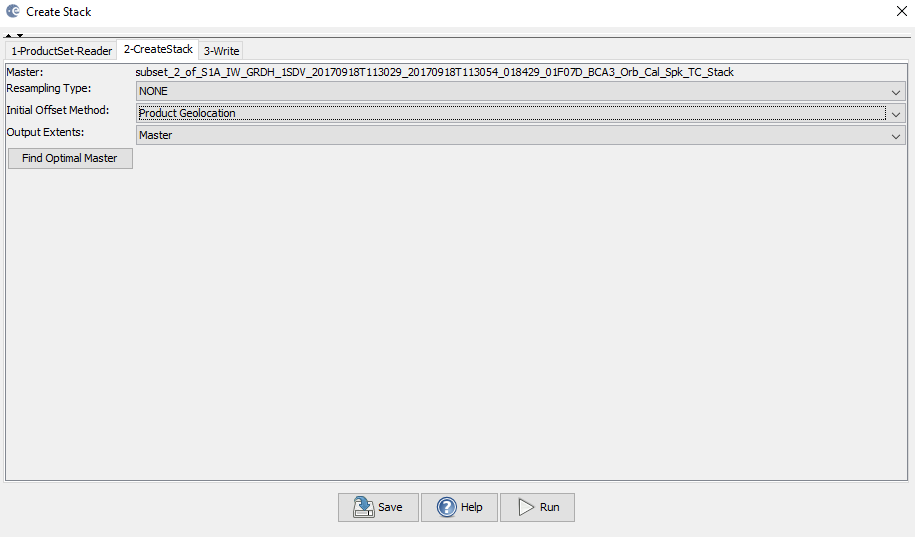 Create Stack
1-ProductSet-Reader 2-CreateStack 3-Write
Master: subset_2_of_S1A_IW_GRDH_1SDV_20170918T113029_20170918T113054_018429_01F07D_BCA3_Orb_Cal_Spk_TC_Stack
Resampling Type: NONE
Initial Offset Method: Product Geolocation
Output Extents: Master
Find Optimal Master
Save Help Run